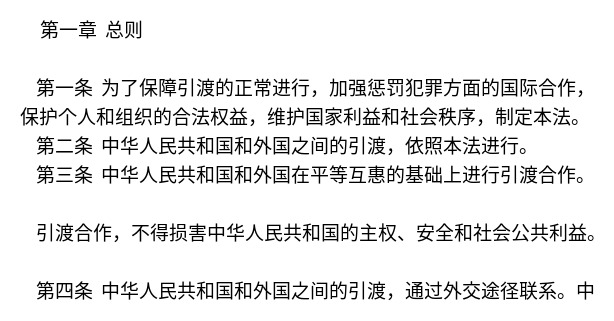 第一章 总则
第一条 为了保障引渡的正常进行，加强惩罚犯罪方面的国际合作，
保护个人和组织的合法权益，维护国家利益和社会秩序，制定本法。
第二条 中华人民共和国和外国之间的引渡，依照本法进行。
第三条 中华人民共和国和外国在平等互惠的基础上进行引渡合作。
引渡合作，不得损害中华人民共和国的主权、安全和社会公共利益。
第四条 中华人民共和国和外国之间的引渡，通过外交途径联系。中